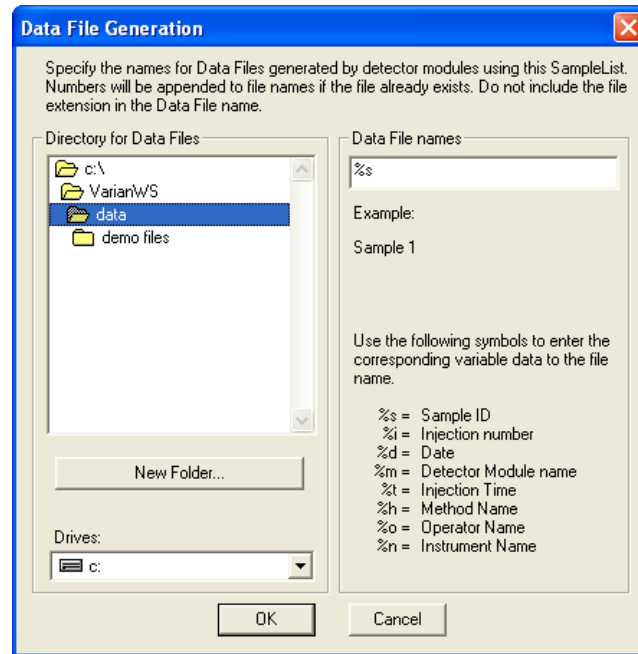 Data File Generation
Specify the names for Data Files generated by detector modules using this SampleList.
Numbers will be appended to file names if the file already exists. Do not include the file
extension in the Data File name.
Directory for Data Files
c:\
VarianWS
data
demo files
New Folder...
Drives:
c:
Data File names
%s
Example:
Sample 1
Use the following symbols to enter the
corresponding variable data to the file
name.
%s = Sample ID
%i = Injection number
%d = Date
%m = Detector Module name
%t = Injection Time
%h = Method Name
%o = Operator Name
%n = Instrument Name
OK
Cancel